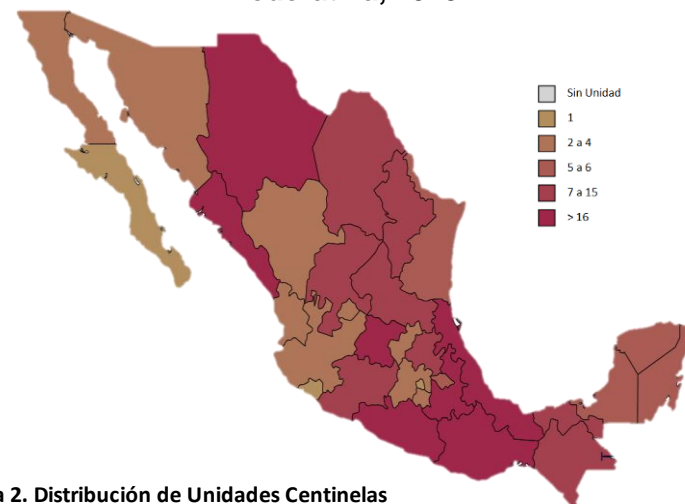 Sin Unidad
1
2 a 4
5 a 6
7 a 15
> 16
a 2. Distribución de Unidades Centinelas